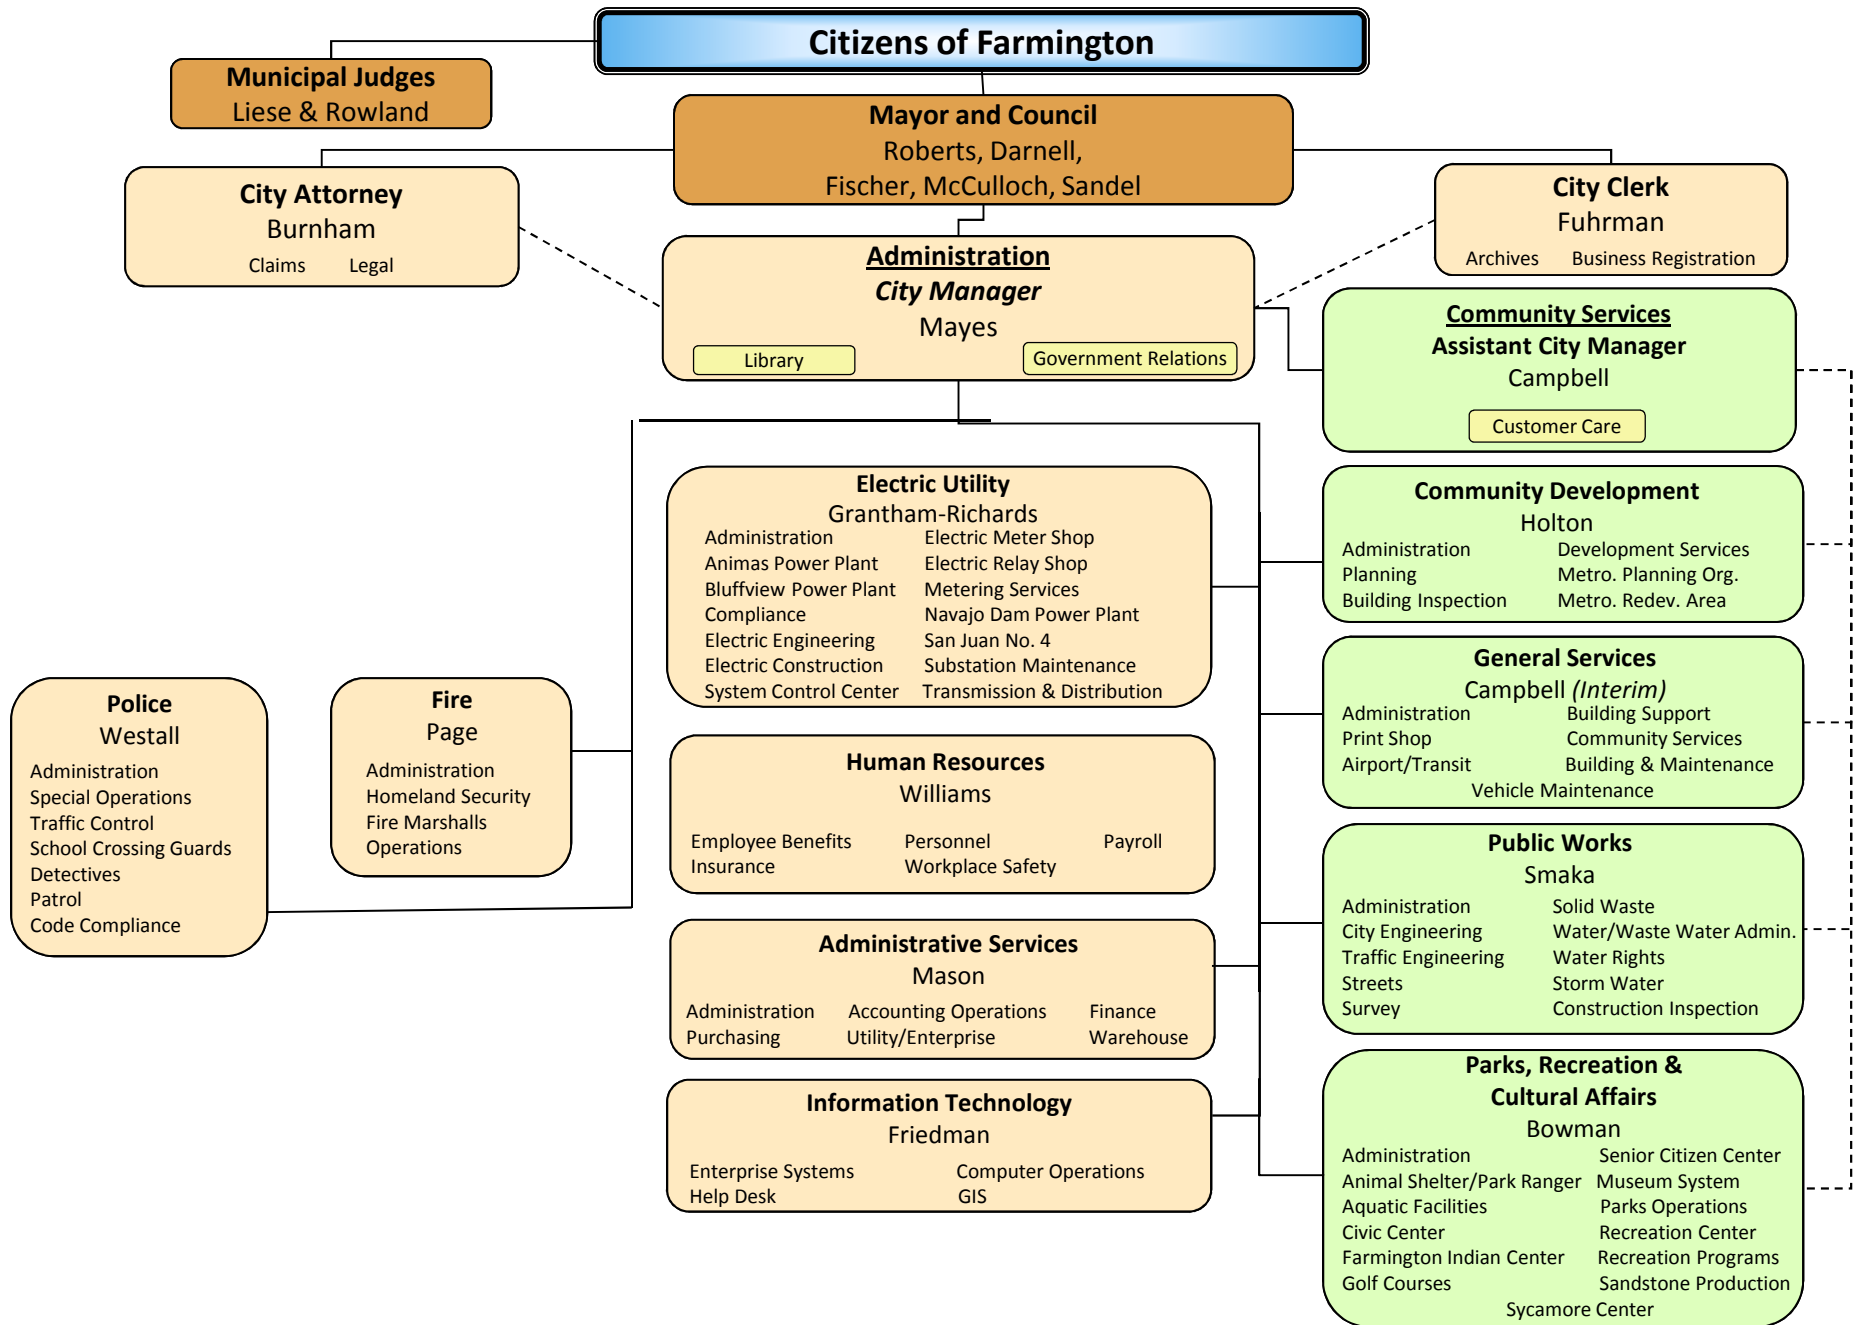 Citizens of Farmington
Municipal Judges
Liese & Rowland
Mayor and Council
Roberts, Darnell,
Fischer, McCulloch, Sandel
City Attorney
Burnham
Claims Legal
City Clerk
Fuhrman
Archives Business Registration
Administration
City Manager
Mayes
Library
Government Relations
Community Services
Assistant City Manager
Campbell
Customer Care
Electric Utility
Grantham-Richards
Administration Electric Meter Shop
Animas Power Plant Electric Relay Shop
Bluffview Power Plant Metering Services
Compliance Navajo Dam Power Plant
Electric Engineering San Juan No. 4
Electric Construction Substation Maintenance
System Control Center Transmission & Distribution
Community Development
Holton
Administration Development Services
Planning Metro. Planning Org.
Building Inspection Metro. Redev. Area
General Services
Campbell (Interim)
Administration Building Support
Print Shop Community Services
Airport/Transit Building & Maintenance
Vehicle Maintenance
Police
Westall
Administration
Special Operations
Traffic Control
School Crossing Guards
Detectives
Patrol
Code Compliance
Fire
Page
Administration
Homeland Security
Fire Marshalls
Operations
Human Resources
Williams
Employee Benefits Personnel Payroll
Insurance Workplace Safety
Public Works
Smaka
Administration Solid Waste
City Engineering Water/Waste Water Admin.
Traffic Engineering Water Rights
Streets Storm Water
Survey Construction Inspection
Administrative Services
Mason
Administration Accounting Operations Finance
Purchasing Utility/Enterprise Warehouse
Information Technology
Friedman
Enterprise Systems Computer Operations
Help Desk GIS
Parks, Recreation &
Cultural Affairs
Bowman
Administration Senior Citizen Center
Animal Shelter/Park Ranger Museum System
Aquatic Facilities Parks Operations
Civic Center Recreation Center
Farmington Indian Center Recreation Programs
Golf Courses Sandstone Production
Sycamore Center